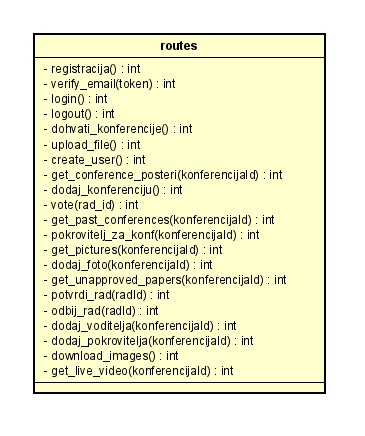 routes
- registracija() : int
- verify_email(token) : int
- login() : int
- logout() : int
- dohvati_konferencije() : int
- upload_file() : int
- create_user() : int
- get_conference_posteri(konferencijaId) : int
- dodaj_konferenciju() : int
- vote(rad_id) : int
- get_past_conferences(konferencijaId) : int
- pokrovitelj_za_konf(konferencijaId) : int
- get_pictures(konferencijaId) : int
- dodaj_foto(konferencijaId) : int
- get_unapproved_papers(konferencijaId) : int
- potvrdi_rad(radId) : int
- odbij_rad(radId) : int
- dodaj_voditelja(konferencijaId) : int
- dodaj_pokrovitelja(konferencijaId) : int
- download_images() : int
- get_live_video(konferencijaId) : int